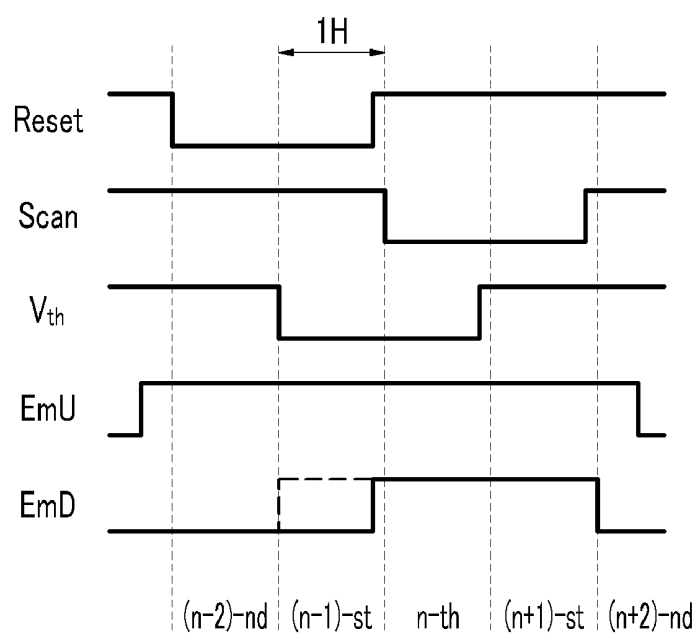 1H
Reset
Scan
Vth
EmU
EmD
(n-2)-nd (n-1)-st n-th (n+1)-st (n+2)-nd